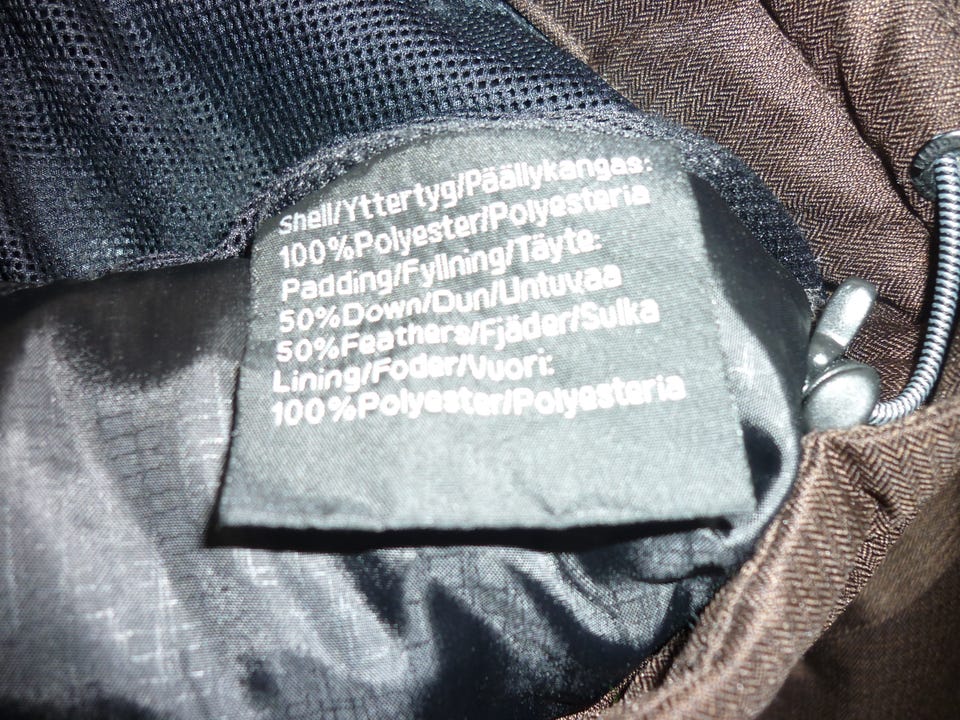 Shell/Yttertyg/Päällykangas:
100%Polyester/Polyesteria
Padding/Fyllning/Täyte:
50%Down/Dun/Untuvaa
50%Feathers/Fjäder/Sulka
Lining/Foder/Vuori:
100%Polyester/Polyesteria